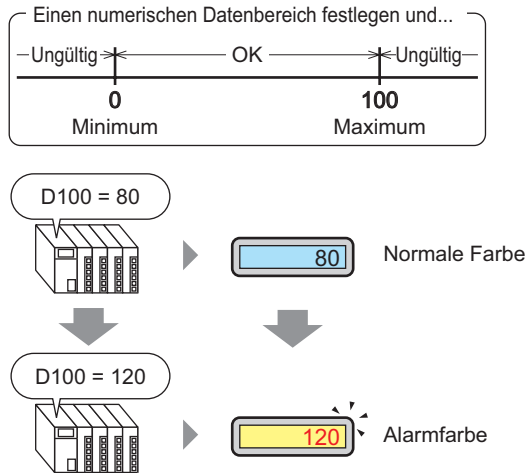 Einen numerischen Datenbereich festlegen und...
Ungültig OK Ungültig
0 100
Minimum Maximum
D100 = 80
80 Normale Farbe
D100 = 120
120 Alarmfarbe